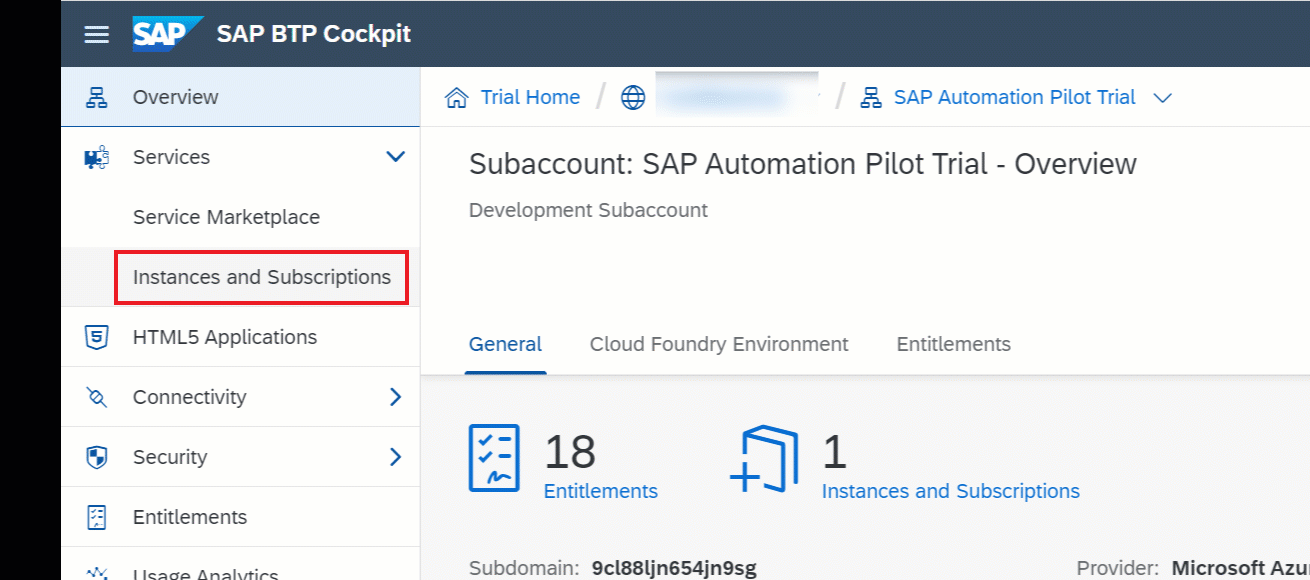 SAP SAP BTP Cockpit
Overview
Trial Home / / SAP Automation Pilot Trial
Services
Service Marketplace
Instances and Subscriptions
HTML5 Applications
Connectivity
Security
Entitlements
Usage Analytics
Subaccount: SAP Automation Pilot Trial - Overview
Development Subaccount
General Cloud Foundry Environment Entitlements
18 Entitlements
1 Instances and Subscriptions
Subdomain: 9cl88ljn654jn9sg Provider: Microsoft Azu